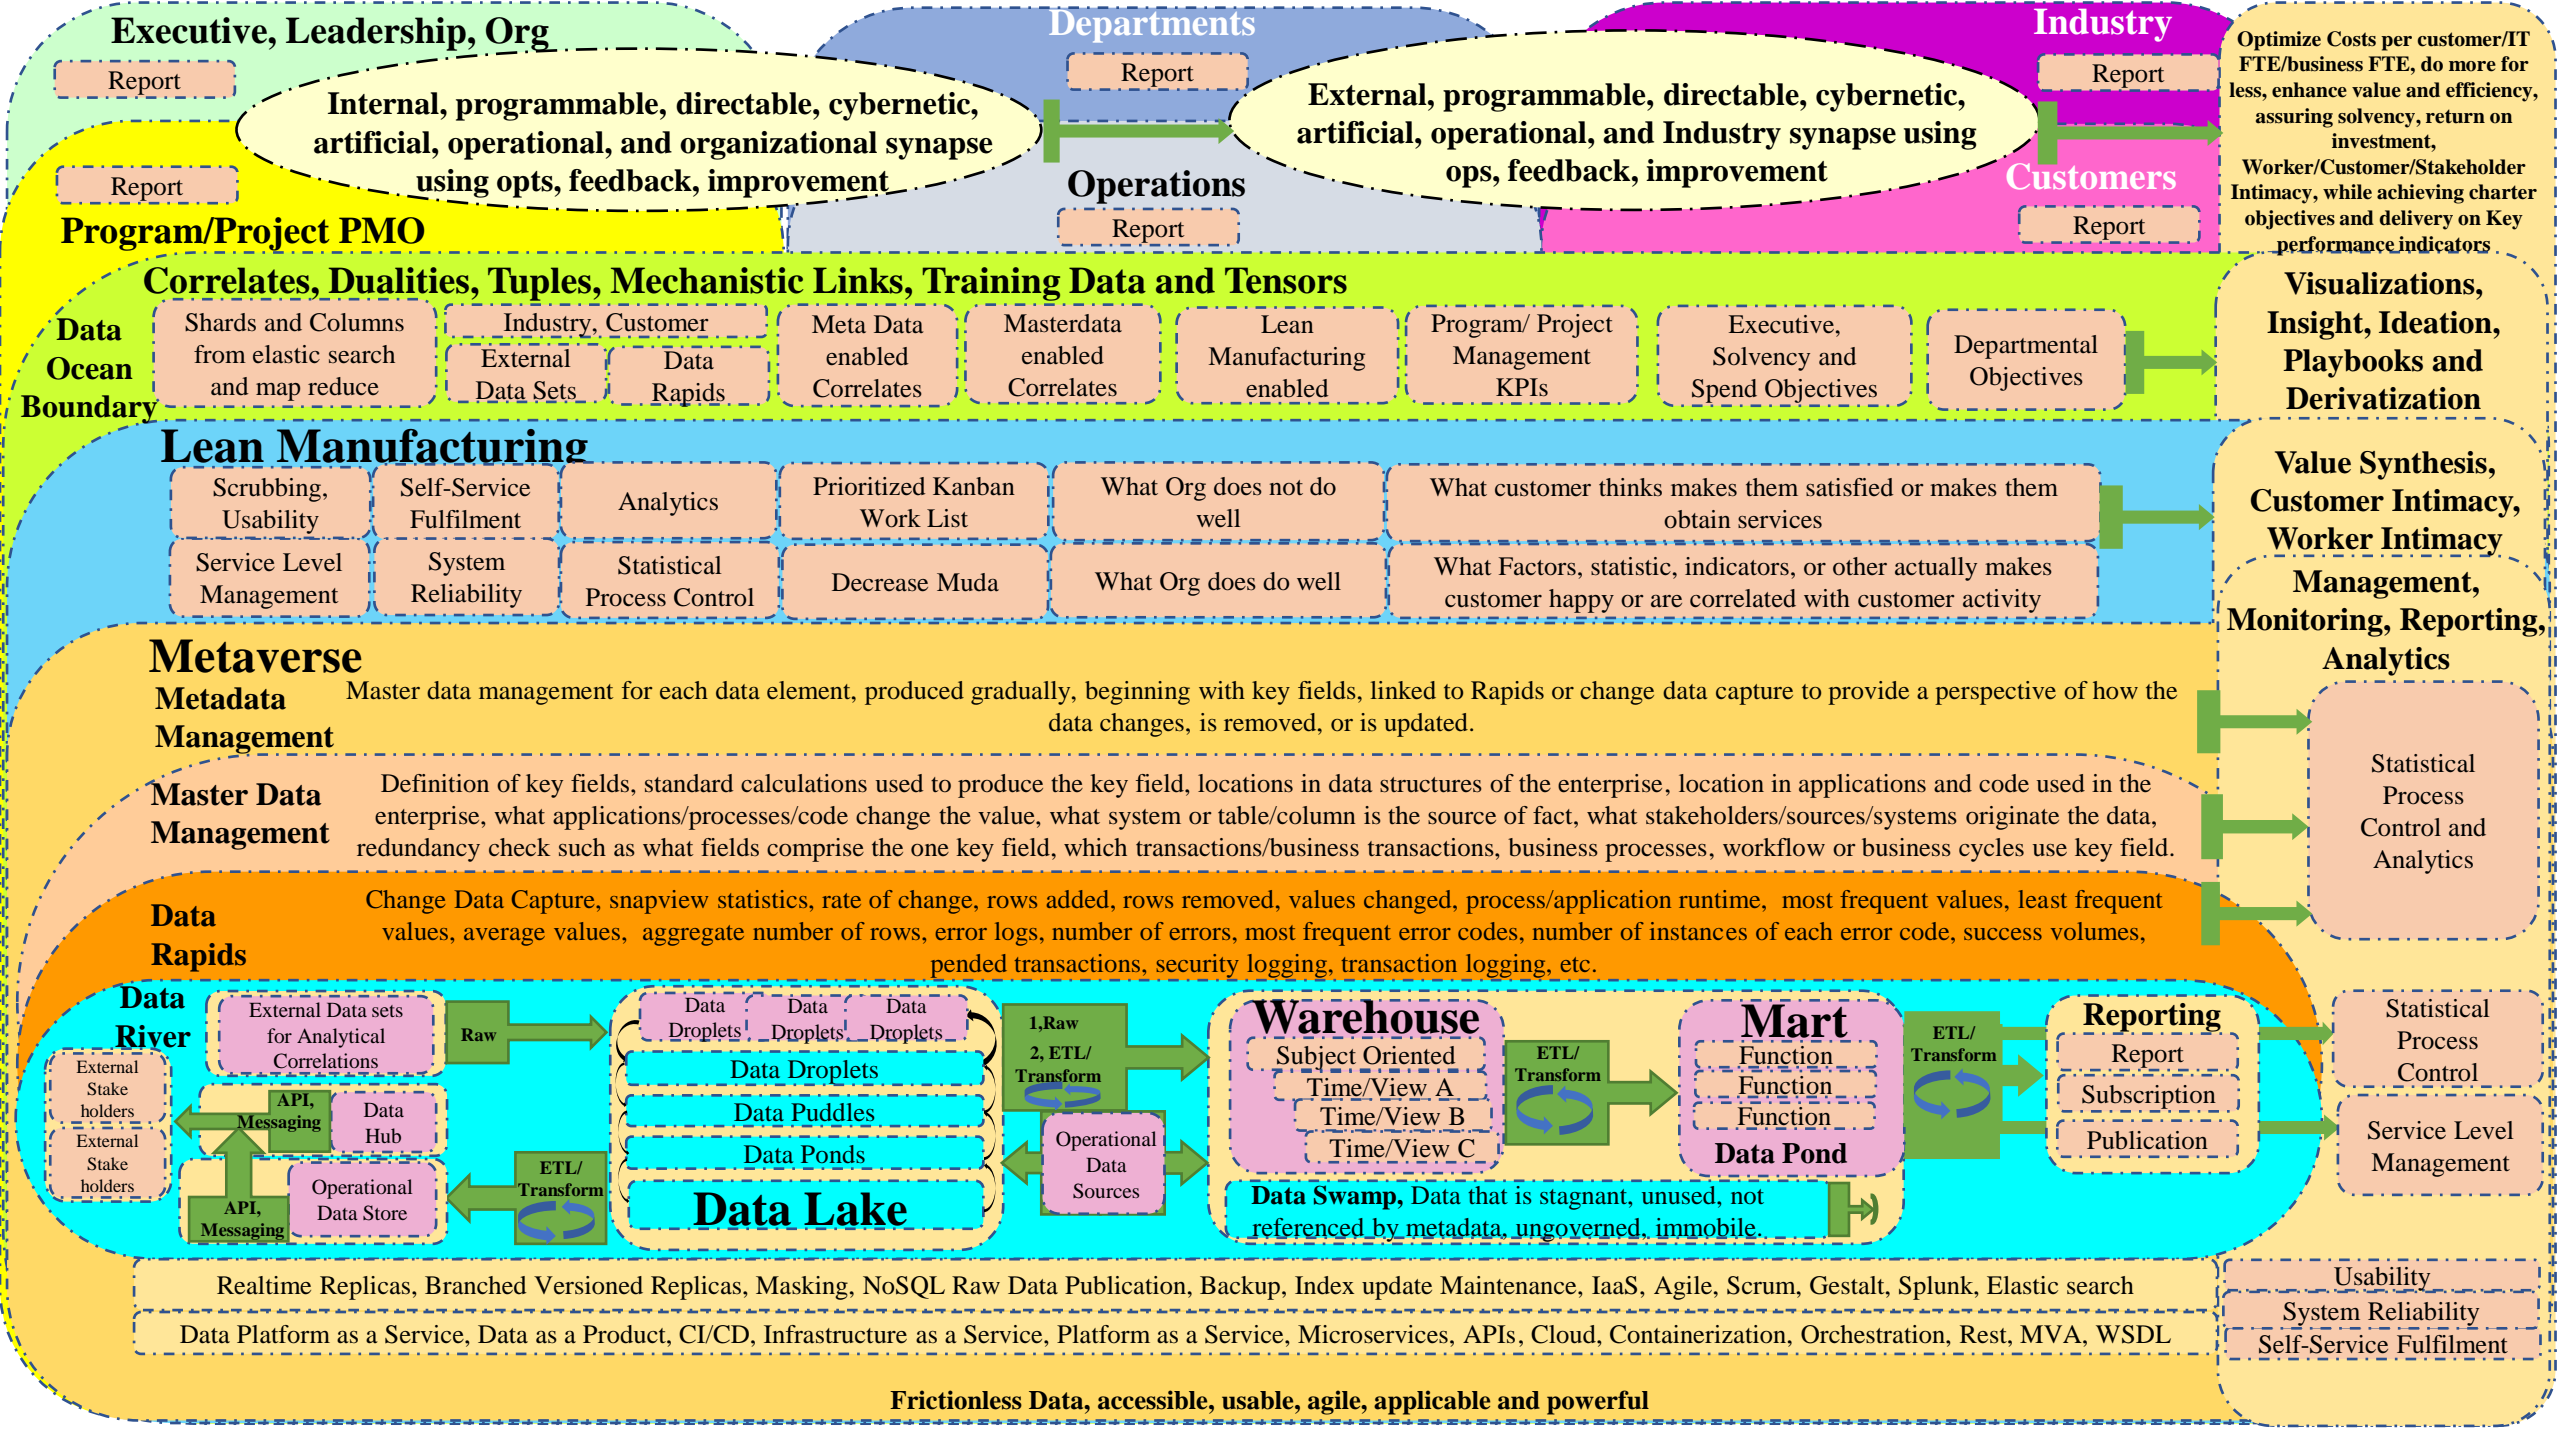 Executive, Leadership, Org
Report
Departments
Report
Industry
Report
Optimize Costs per customer/IT
FTE/business FTE, do more for
less, enhance value and efficiency,
assuring solvency, return on
investment,
Worker/Customer/Stakeholder
Intimacy, while achieving charter
objectives and delivery on Key
performance indicators
Internal, programmable, directable, cybernetic,
artificial, operational, and organizational synapse
using opts, feedback, improvement
External, programmable, directable, cybernetic,
artificial, operational, and Industry synapse using
ops, feedback, improvement
Report
Program/Project PMO
Operations
Report
Customers
Report
Correlates, Dualities, Tuples, Mechanistic Links, Training Data and Tensors
Data
Ocean
Boundary
Shards and Columns
from elastic search
and map reduce
Industry, Customer
External
Data Sets
Data
Rapids
Meta Data
enabled
Correlates
Masterdata
enabled
Correlates
Lean
Manufacturing
enabled
Program/ Project
Management
KPIs
Executive,
Solvency and
Spend Objectives
Departmental
Objectives
Visualizations,
Insight, Ideation,
Playbooks and
Derivatization
Lean Manufacturing
Scrubbing,
Usability
Self-Service
Fulfilment
Analytics
Prioritized Kanban
Work List
What Org does not do
well
What customer thinks makes them satisfied or makes them
obtain services
Service Level
Management
System
Reliability
Statistical
Process Control
Decrease Muda
What Org does do well
What Factors, statistic, indicators, or other actually makes
customer happy or are correlated with customer activity
Value Synthesis,
Customer Intimacy,
Worker Intimacy
Management,
Monitoring, Reporting,
Analytics
Metaverse
Metadata
Management
Master data management for each data element, produced gradually, beginning with key fields, linked to Rapids or change data capture to provide a perspective of how the
data changes, is removed, or is updated.
Master Data
Management
Definition of key fields, standard calculations used to produce the key field, locations in data structures of the enterprise, location in applications and code used in the
enterprise, what applications/processes/code change the value, what system or table/column is the source of fact, what stakeholders/sources/systems originate the data,
redundancy check such as what fields comprise the one key field, which transactions/business transactions, business processes, workflow or business cycles use key field.
Statistical
Process
Control and
Analytics
Data
Rapids
Change Data Capture, snapview statistics, rate of change, rows added, rows removed, values changed, process/application runtime, most frequent values, least frequent
values, average values, aggregate number of rows, error logs, number of errors, most frequent error codes, number of instances of each error code, success volumes,
pended transactions, security logging, transaction logging, etc.
Data
River
External Data sets
for Analytical
Correlations
Raw
External
Stake
holders
External
Stake
holders
API,
Messaging
Data
Hub
API,
Messaging
Operational
Data Store
ETL/
Transform
Data
Droplets
Data
Droplets
Data
Droplets
Data Droplets
Data Puddles
Data Ponds
Data Lake
1,Raw
2, ETL/
Transform
Operational
Data
Sources
Warehouse
Subject Oriented
Time/View A
Time/View B
Time/View C
ETL/
Transform
Mart
Function
Function
Function
Data Pond
Data Swamp, Data that is stagnant, unused, not
referenced by metadata, ungoverned, immobile.
ETL/
Transform
Reporting
Report
Subscription
Publication
Statistical
Process
Control
Service Level
Management
Realtime Replicas, Branched Versioned Replicas, Masking, NoSQL Raw Data Publication, Backup, Index update Maintenance, IaaS, Agile, Scrum, Gestalt, Splunk, Elastic search
Data Platform as a Service, Data as a Product, CI/CD, Infrastructure as a Service, Platform as a Service, Microservices, APIs, Cloud, Containerization, Orchestration, Rest, MVA, WSDL
Usability
System Reliability
Self-Service Fulfilment
Frictionless Data, accessible, usable, agile, applicable and powerful